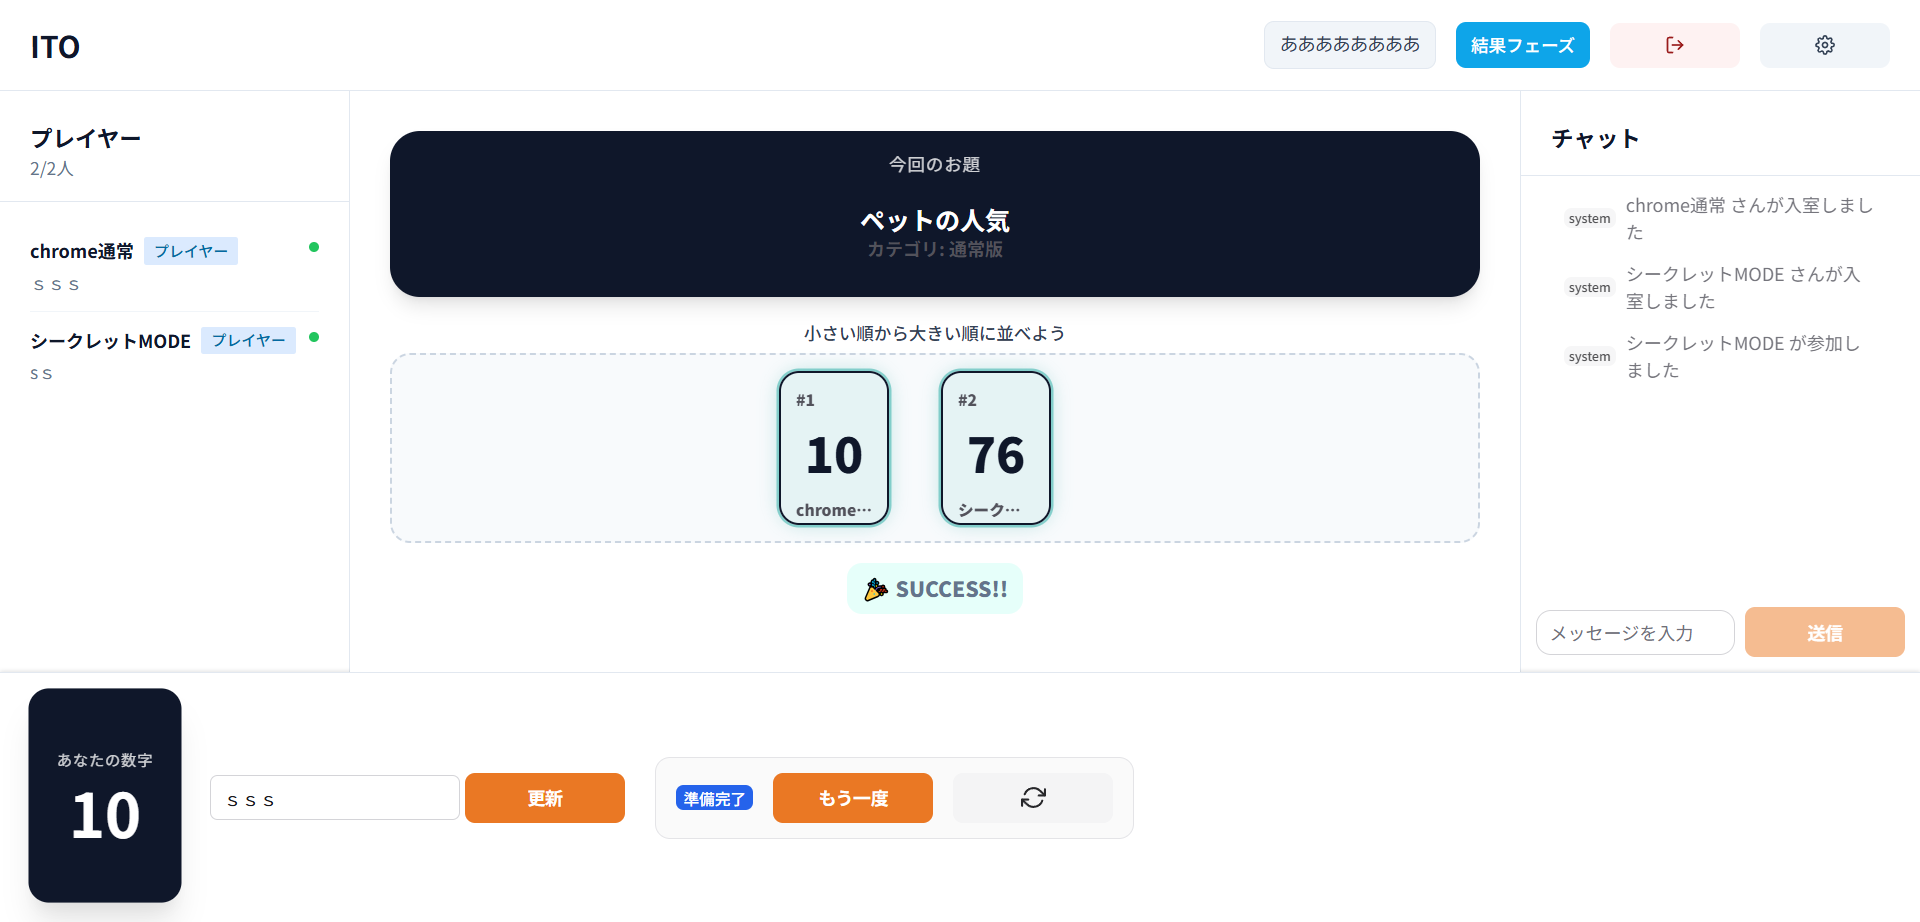 ITO
ああああああああ
結果フェーズ
プレイヤー
2/2人
chrome通常 プレイヤー
ｓｓｓ
シークレットMODE プレイヤー
sｓ
今回のお題
ペットの人気
カテゴリ: 通常版
小さい順から大きい順に並べよう
#1
10
chrome…
#2
76
シーク…
🎉 SUCCESS!!
チャット
system chrome通常 さんが入室しまし
た
system シークレットMODE さんが入
室しました
system シークレットMODE が参加し
ました
メッセージを入力
送信
あなたの数字
10
ｓｓｓ
更新
準備完了
もう一度